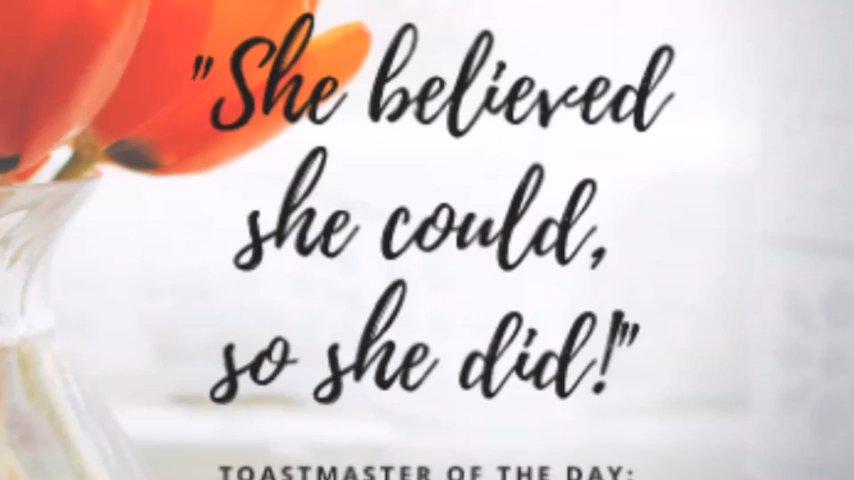 "She believed
she could,
so she did!"
TOASTMASTER OF THE DAY: